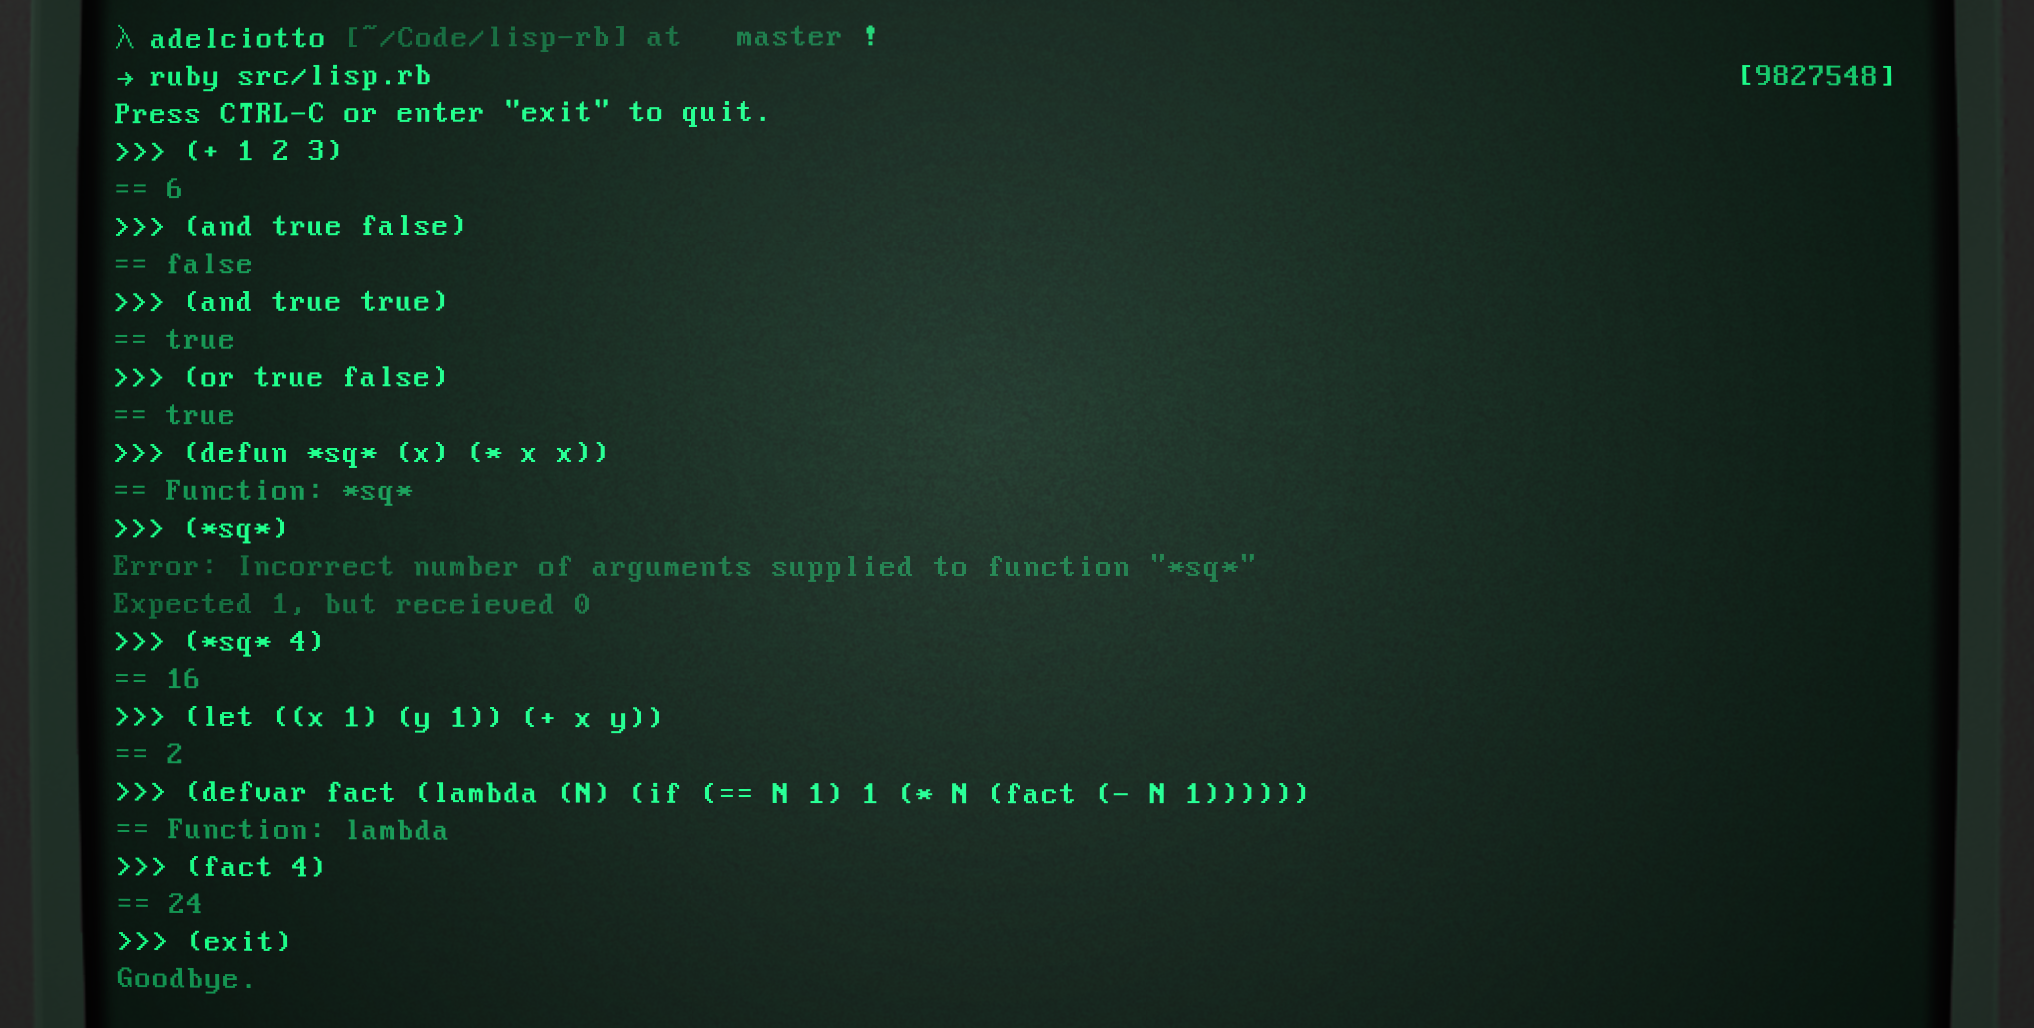 λ adelciotto [~/Code/lisp-rb] at master !
→ ruby src/lisp.rb [9827548]
Press CTRL-C or enter "exit" to quit.
>>> (+ 1 2 3)
== 6
>>> (and true false)
== false
>>> (and true true)
== true
>>> (or true false)
== true
>>> (defun *sq* (x) (* x x))
== Function: *sq*
>>> (*sq*)
Error: Incorrect number of arguments supplied to function "*sq*"
Expected 1, but receieved 0
>>> (*sq* 4)
== 16
>>> (let ((x 1) (y 1)) (+ x y))
== 2
>>> (defvar fact (lambda (N) (if (== N 1) 1 (* N (fact (- N 1))))))
== Function: lambda
>>> (fact 4)
== 24
>>> (exit)
Goodbye.